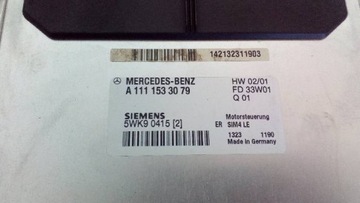 142132311903
MERCEDES-BENZ
A 111 153 30 79
HW 02/01
FD 33W01
Q 01
SIEMENS
5WK9 0415 [2]
ER
Motorsteuerung
SIM4 LE
1323 1190
Made in Germany